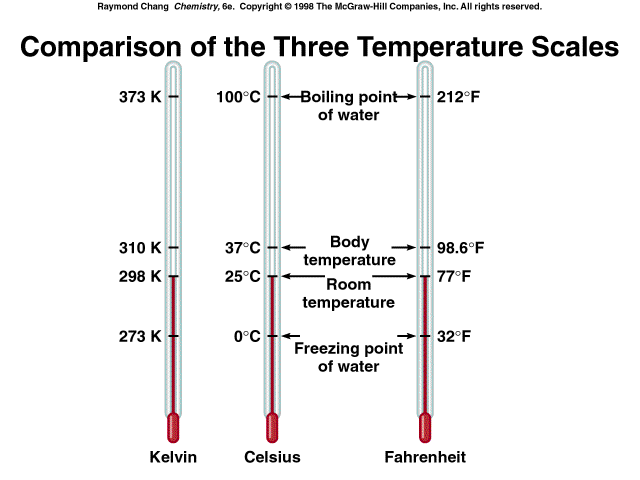 Raymond Chang Chemistry, 6e. Copyright © 1998 The McGraw-Hill Companies, Inc. All rights reserved.
Comparison of the Three Temperature Scales
373 K 100°C Boiling point 212°F
of water
310 K 37°C Body 98.6°F
temperature
298 K 25°C Room 77°F
temperature
273 K 0°C 32°F
Freezing point
of water
Kelvin Celsius Fahrenheit